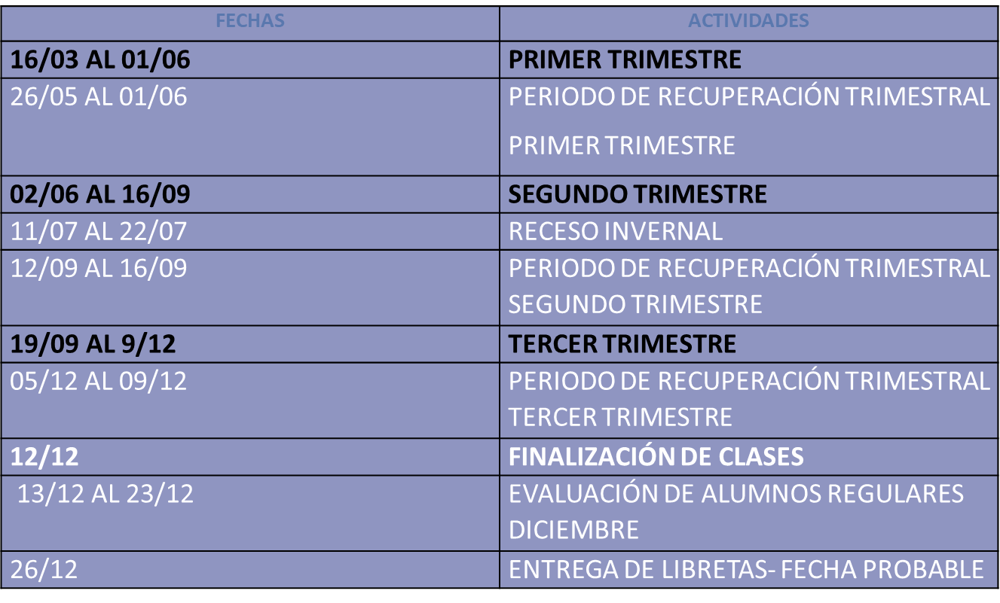 FECHAS ACTIVIDADES
16/03 AL 01/06 PRIMER TRIMESTRE
26/05 AL 01/06 PERIODO DE RECUPERACIÓN TRIMESTRAL
PRIMER TRIMESTRE
02/06 AL 16/09 SEGUNDO TRIMESTRE
11/07 AL 22/07 RECESO INVERNAL
12/09 AL 16/09 PERIODO DE RECUPERACIÓN TRIMESTRAL
SEGUNDO TRIMESTRE
19/09 AL 9/12 TERCER TRIMESTRE
05/12 AL 09/12 PERIODO DE RECUPERACIÓN TRIMESTRAL
TERCER TRIMESTRE
12/12 FINALIZACIÓN DE CLASES
13/12 AL 23/12 EVALUACIÓN DE ALUMNOS REGULARES
DICIEMBRE
26/12 ENTREGA DE LIBRETAS- FECHA PROBABLE